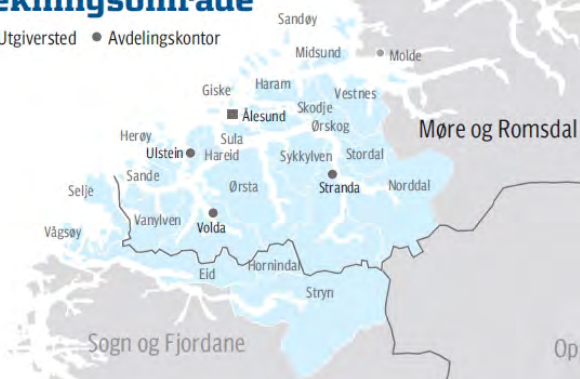 Utgiversted ● Avdelingskontor
Sandøy
Midsund
Molde
Haram
Giske
Vestnes
Skodje
Ålesund
Ørskog
Møre og Romsdal
Herøy
Sula
Ulstein
Hareid
Sykkylven
Stordal
Sande
Selje
Ørsta
Stranda
Norddal
Vanylven
Volda
Vågsøy
Hornindal
Eid
Stryn
Sogn og Fjordane
Op